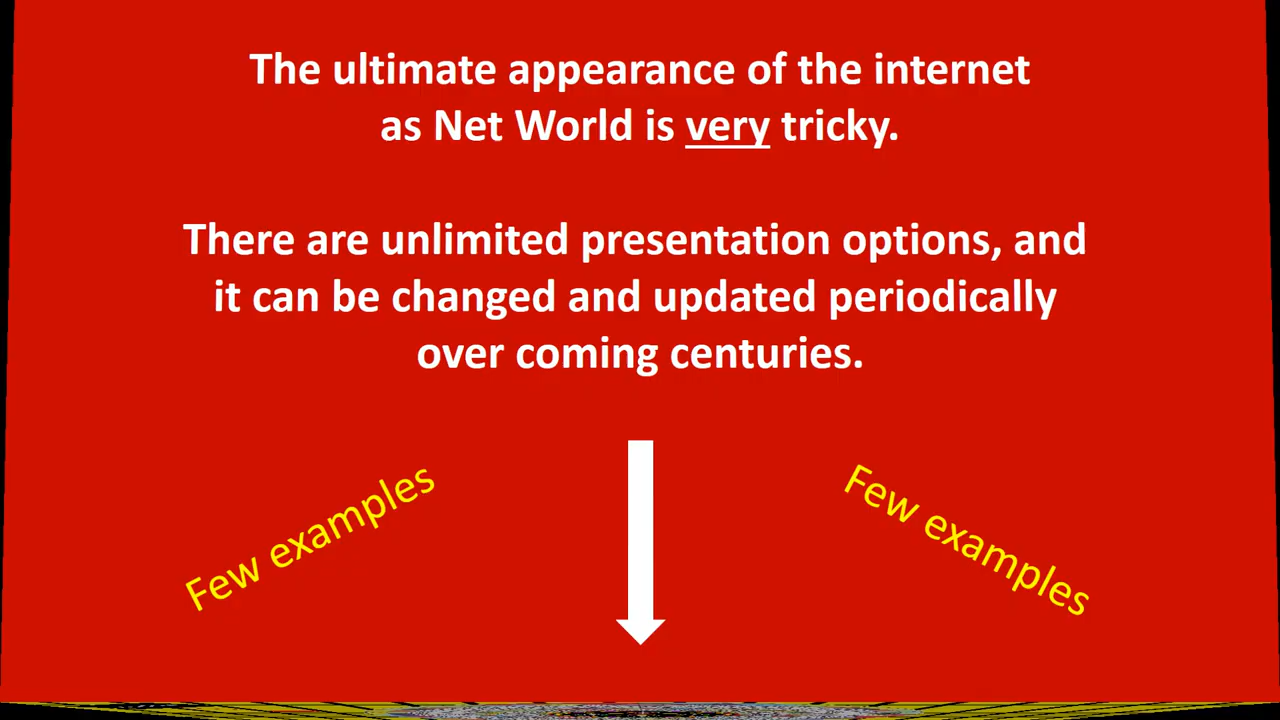 The ultimate appearance of the internet
as Net World is very tricky.
There are unlimited presentation options, and
it can be changed and updated periodically
over coming centuries.
Few examples
Few examples